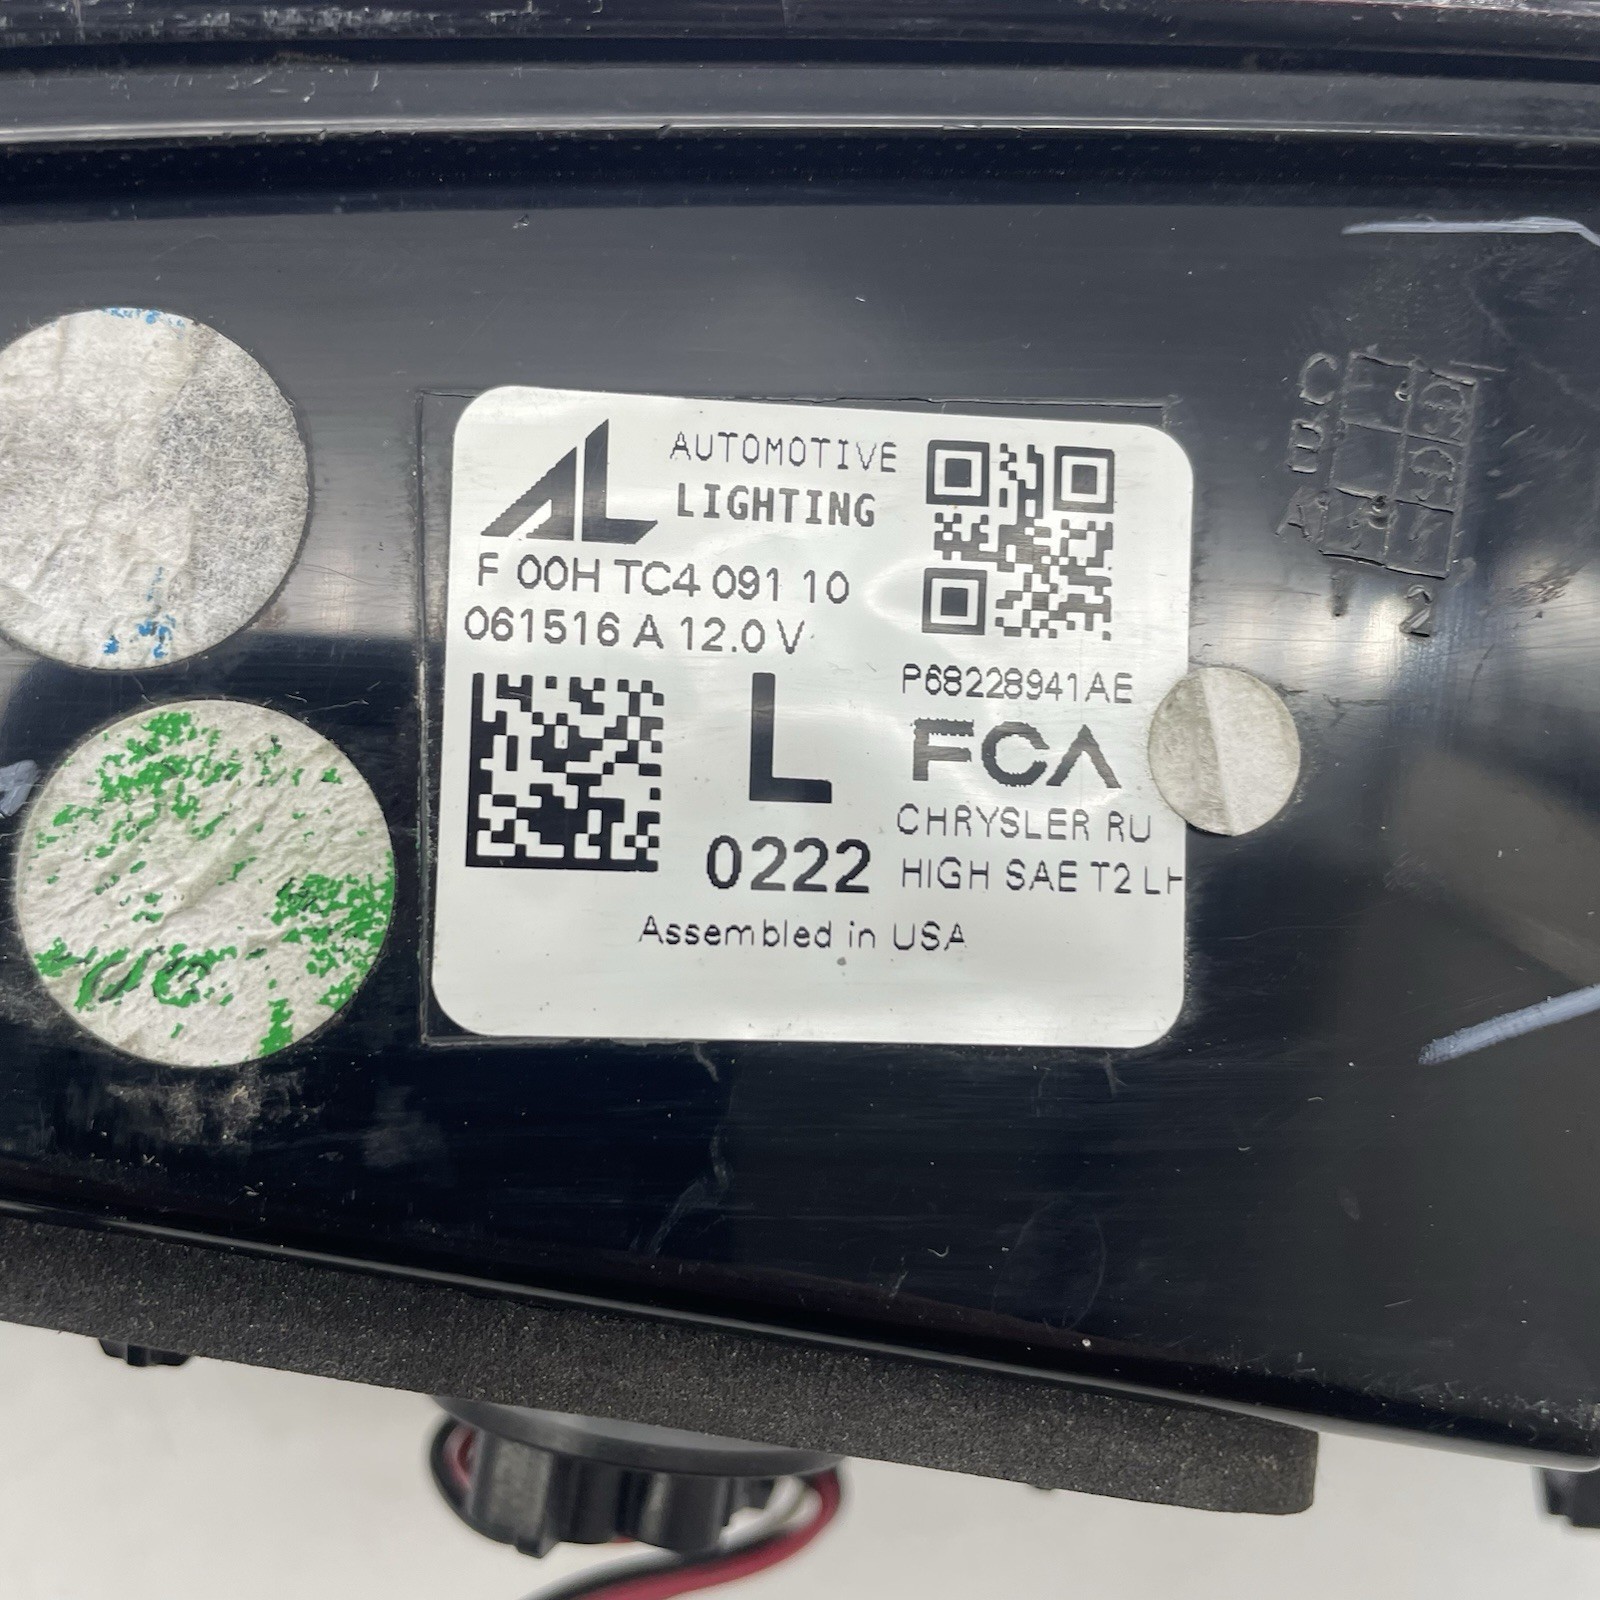 AL
AUTOMOTIVE
LIGHTING
F 00H TC4 091 10
061516 A 12.0 V
P68228941AE
L
FCA
0222
CHRYSLER RU
HIGH SAE T2 LH
Assembled in USA
C
B
A
1 2